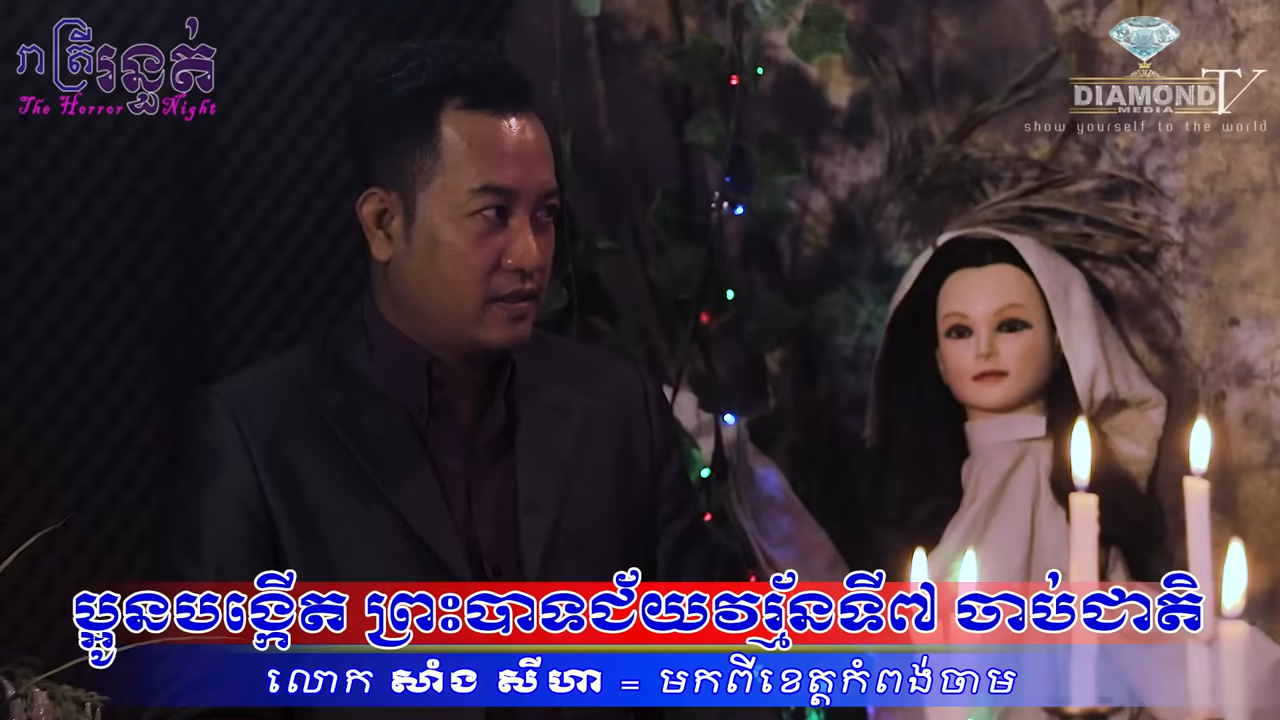 រាត្រីរន្ធត់
The Horror Night
DIAMOND TV
MEDIA
show yourself to the world
ប្អូនបង្កើត ព្រះបាទជ័យវរ្ម័នទី៧ ចាប់ជាតិ
លោក សាំង សីហា = មកពីខេត្តកំពង់ចាម